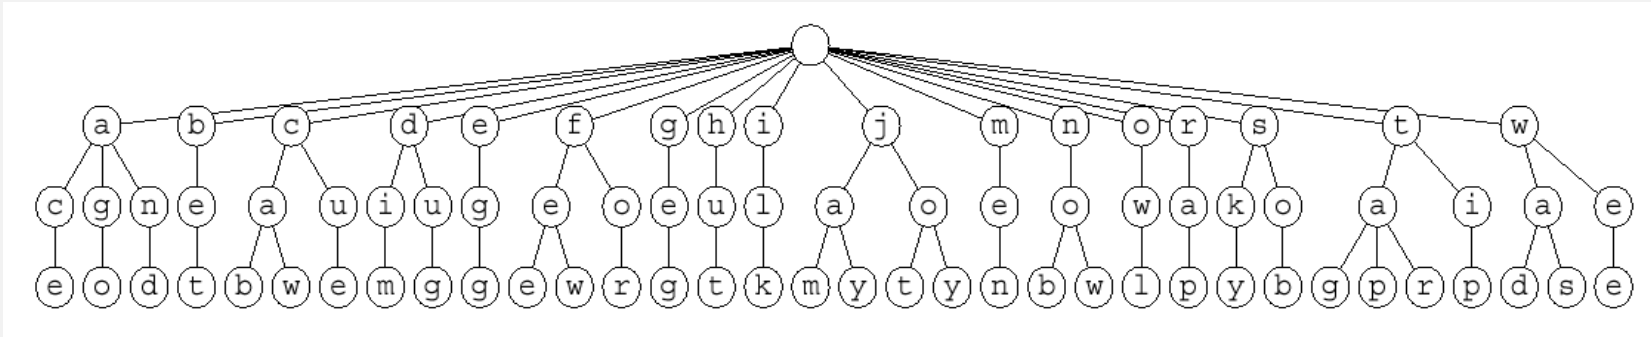 a b c d e f g h i j m n o r s t w
c g n e a u i u g e o e u l a o e o w a k o a i a e
e o d t b w e m g g e w r g t k m y t y n b w l p y b g p r p d s e